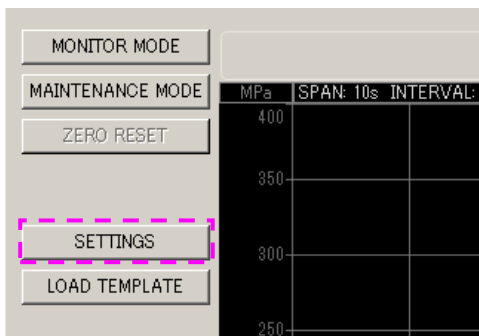 MONITOR MODE
MAINTENANCE MODE
ZERO RESET
SETTINGS
LOAD TEMPLATE
MPa SPAN: 10s INTERVAL:
400
350
300
250